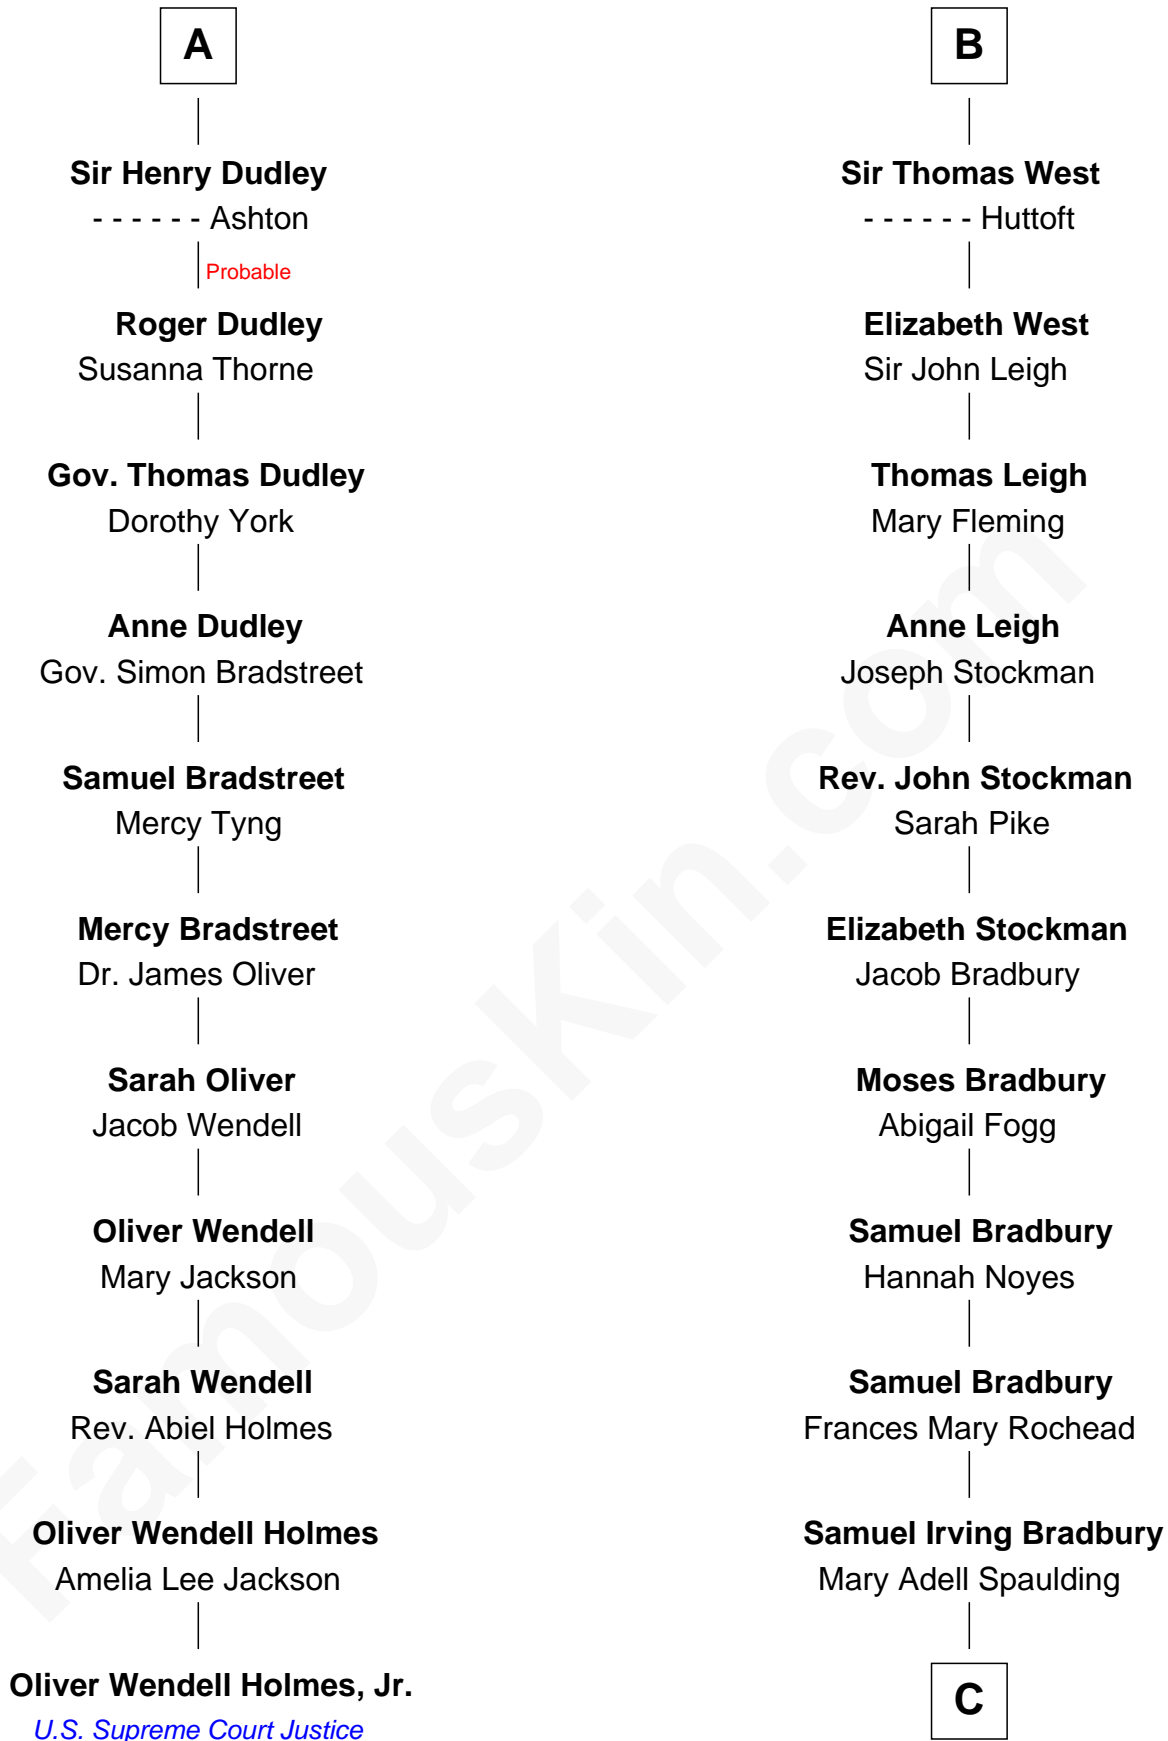 A
Sir Henry Dudley
- - - - - - Ashton
Probable
Roger Dudley
Susanna Thorne
Gov. Thomas Dudley
Dorothy York
Anne Dudley
Gov. Simon Bradstreet
Samuel Bradstreet
Mercy Tyng
Mercy Bradstreet
Dr. James Oliver
Sarah Oliver
Jacob Wendell
Oliver Wendell
Mary Jackson
Sarah Wendell
Rev. Abiel Holmes
Oliver Wendell Holmes
Amelia Lee Jackson
Oliver Wendell Holmes, Jr.
U.S. Supreme Court Justice
B
Sir Thomas West
- - - - - - Huttoft
Elizabeth West
Sir John Leigh
Thomas Leigh
Mary Fleming
Anne Leigh
Joseph Stockman
Rev. John Stockman
Sarah Pike
Elizabeth Stockman
Jacob Bradbury
Moses Bradbury
Abigail Fogg
Samuel Bradbury
Hannah Noyes
Samuel Bradbury
Frances Mary Rochead
Samuel Irving Bradbury
Mary Adell Spaulding
C
FamousKin.com